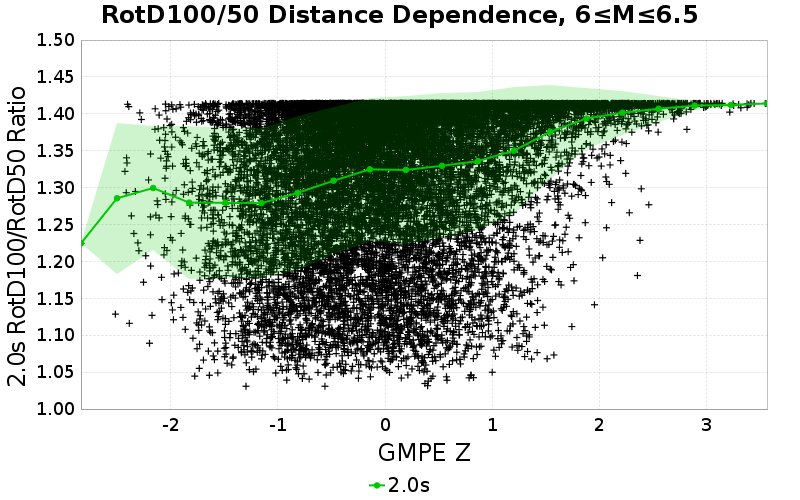 RotD100/50 Distance Dependence, 6≤M≤6.5
2.0s RotD100/RotD50 Ratio
1.50
1.45
1.40
1.35
1.30
1.25
1.20
1.15
1.10
1.05
1.00
-2 -1 0 1 2 3
GMPE Z
2.0s